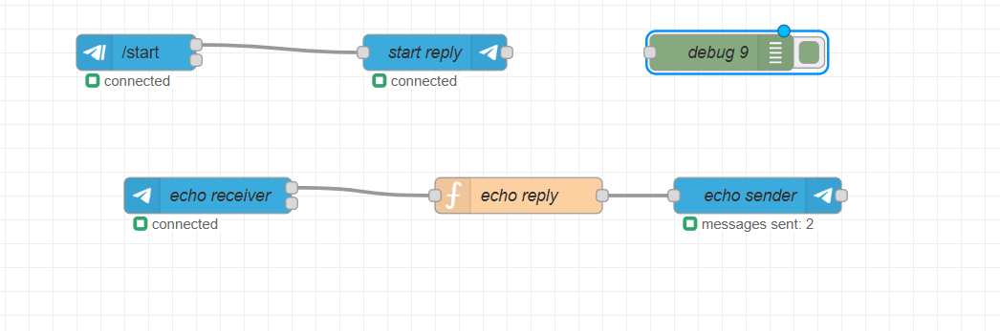 /start
start reply
debug 9
connected
connected
echo receiver
echo reply
echo sender
connected
messages sent: 2